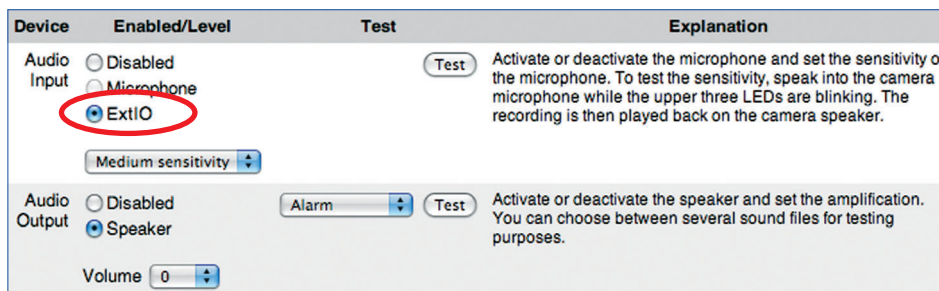 Device Enabled/Level Test Explanation
Audio Input
Disabled
Microphone
ExtIO
Medium sensitivity
Test
Activate or deactivate the microphone and set the sensitivity o
the microphone. To test the sensitivity, speak into the camera
microphone while the upper three LEDs are blinking. The
recording is then played back on the camera speaker.
Audio Output
Disabled
Speaker
Volume 0
Alarm
Test
Activate or deactivate the speaker and set the amplification.
You can choose between several sound files for testing
purposes.